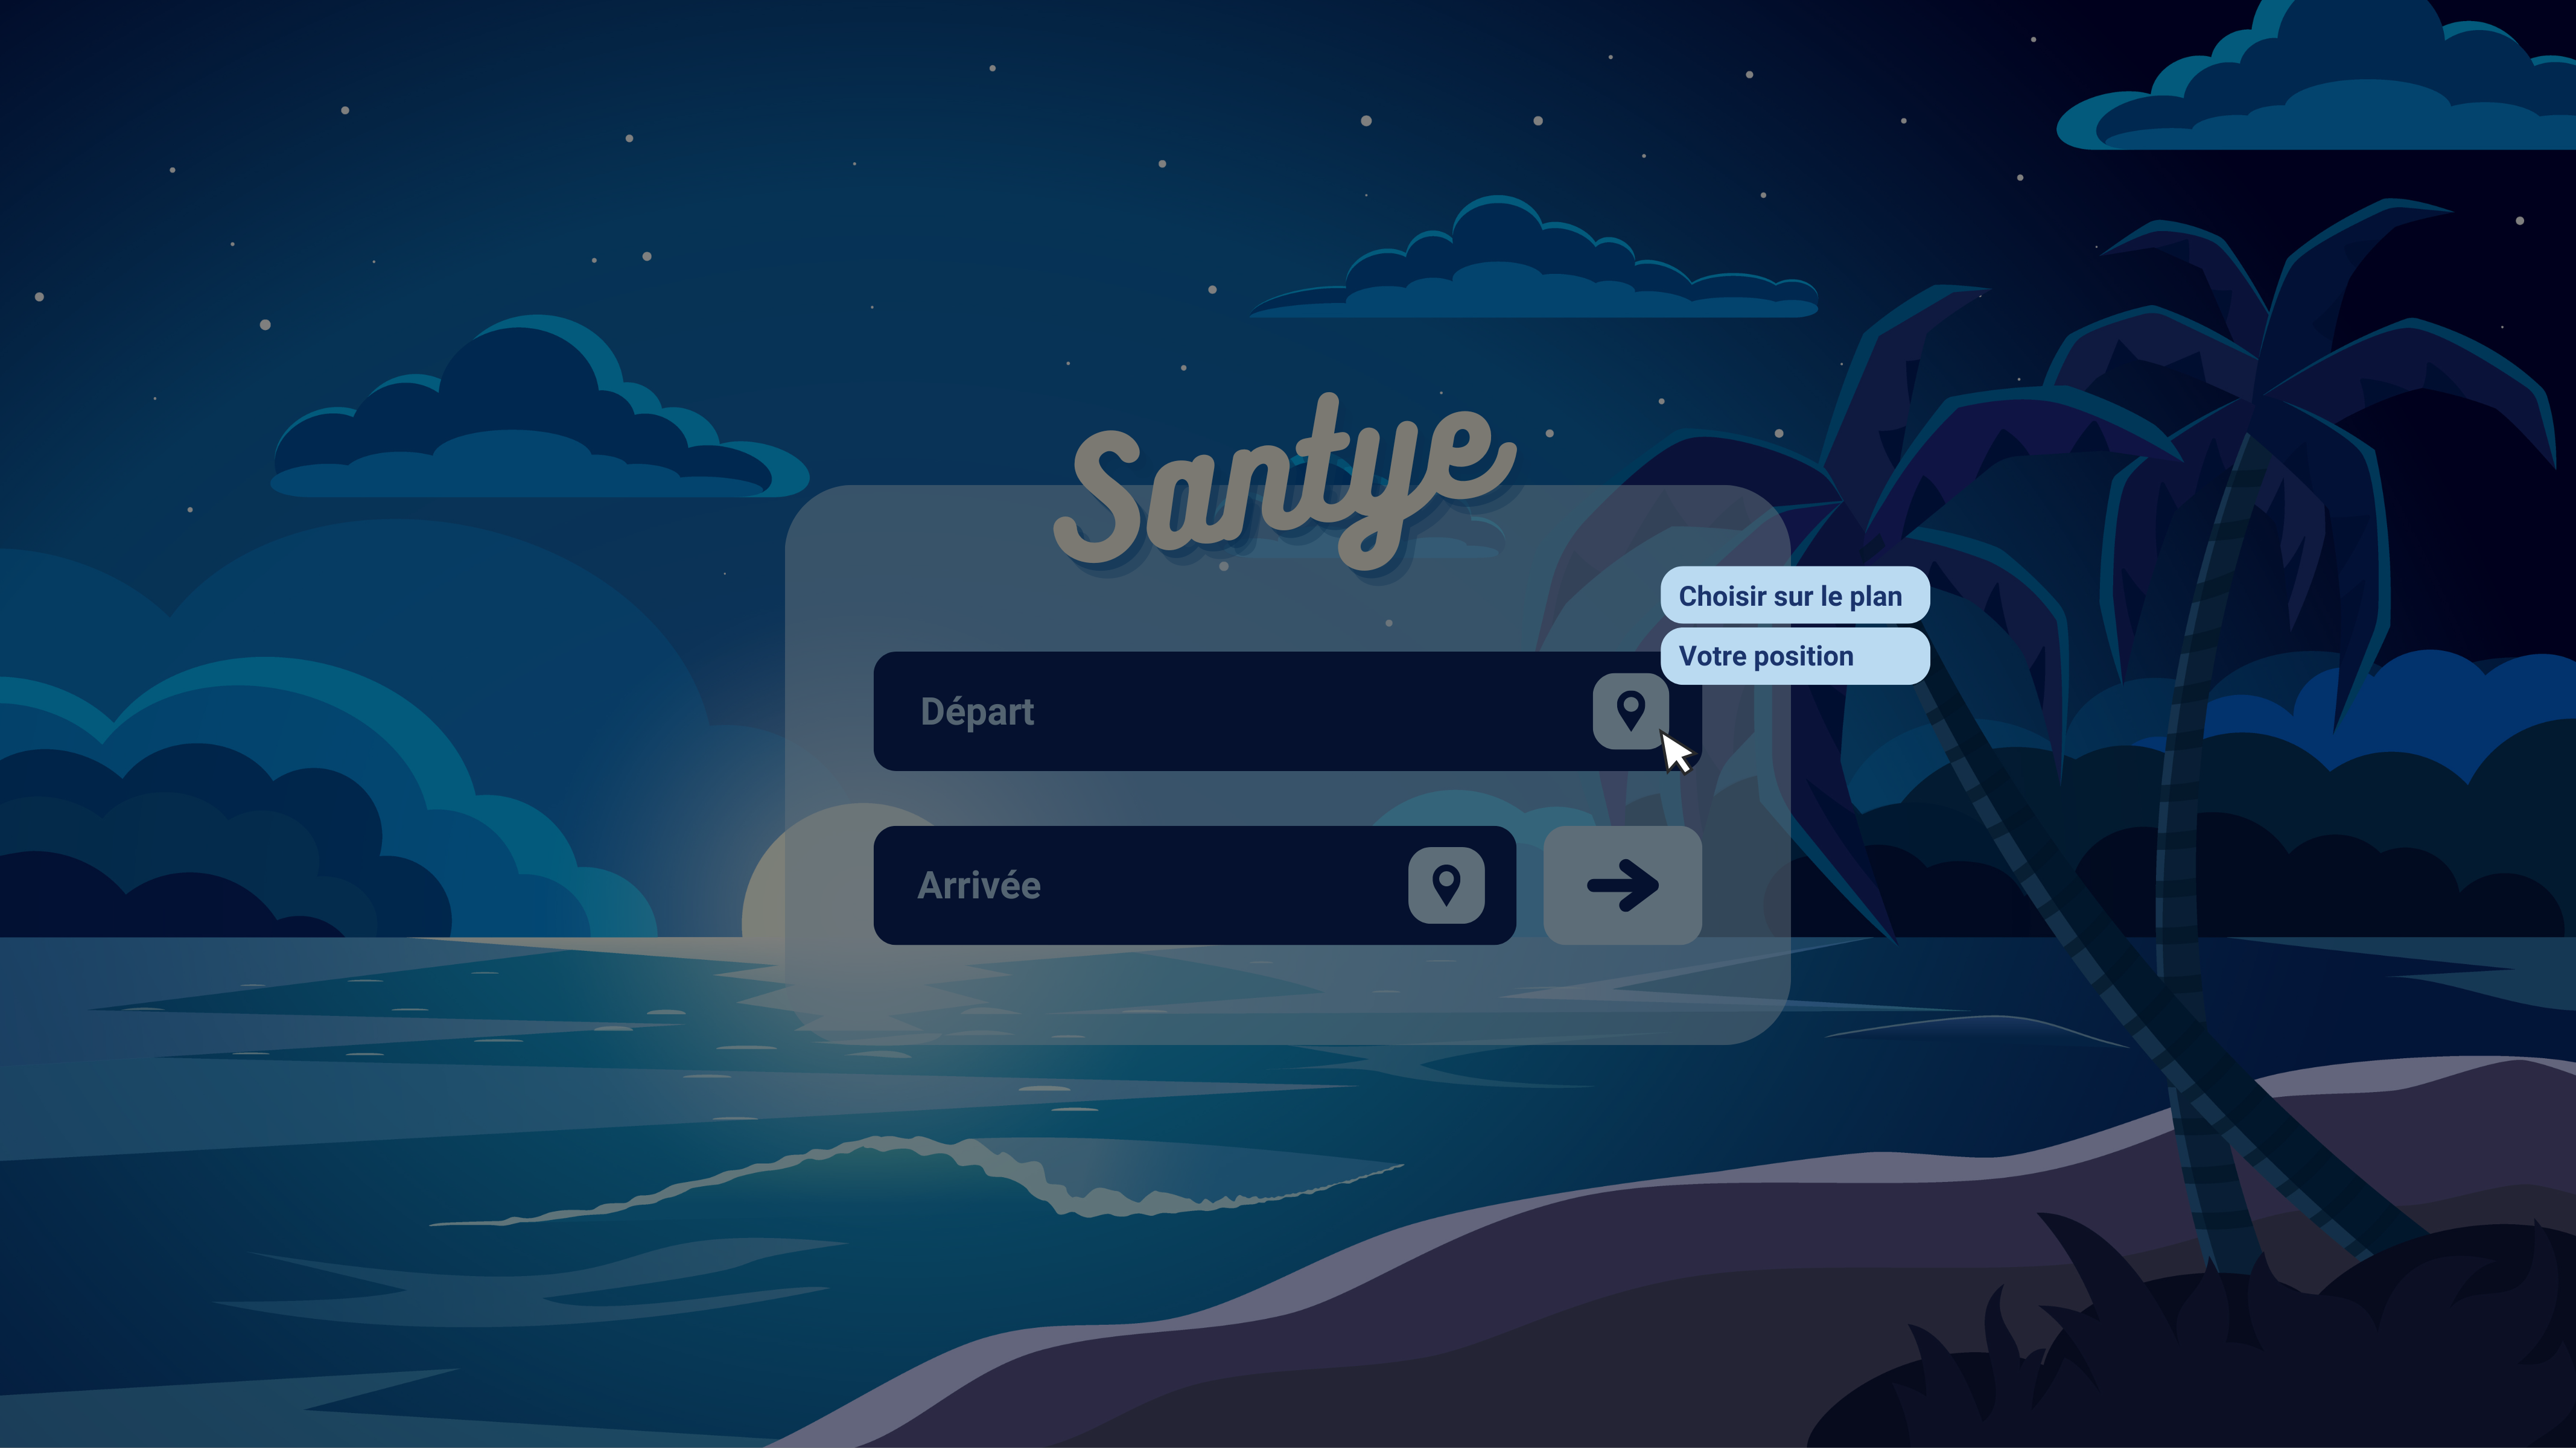 Santye
Choisir sur le plan
Votre position
Départ
Arrivée